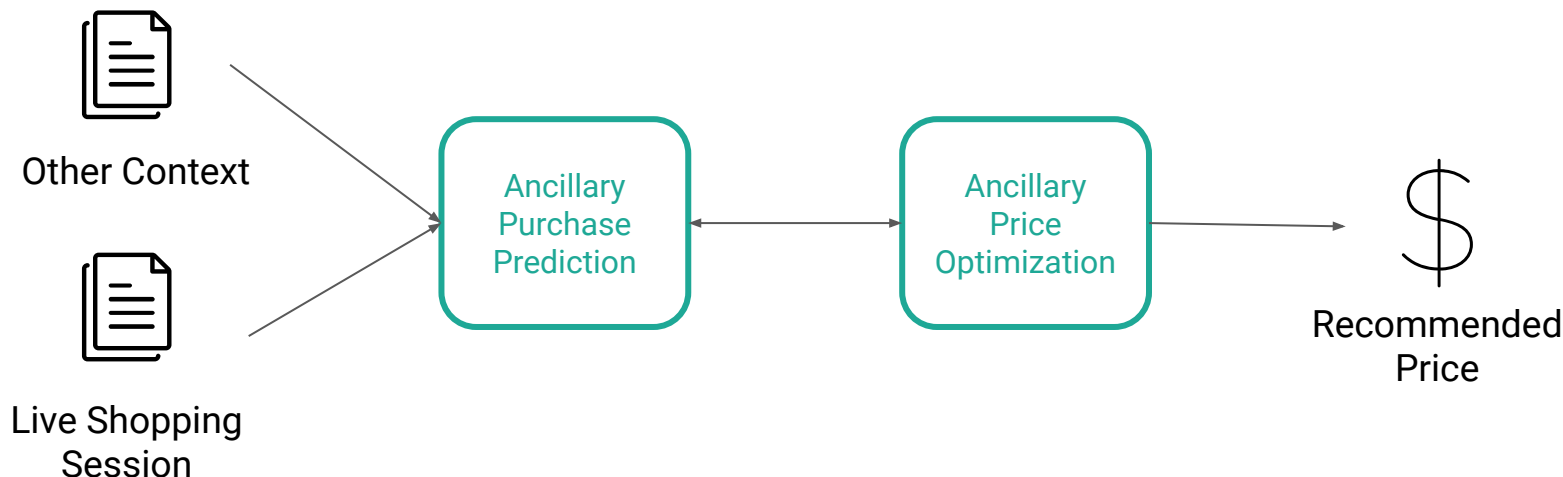 Other Context
Live Shopping
Session
Ancillary
Purchase
Prediction
Ancillary
Price
Optimization
$
Recommended
Price